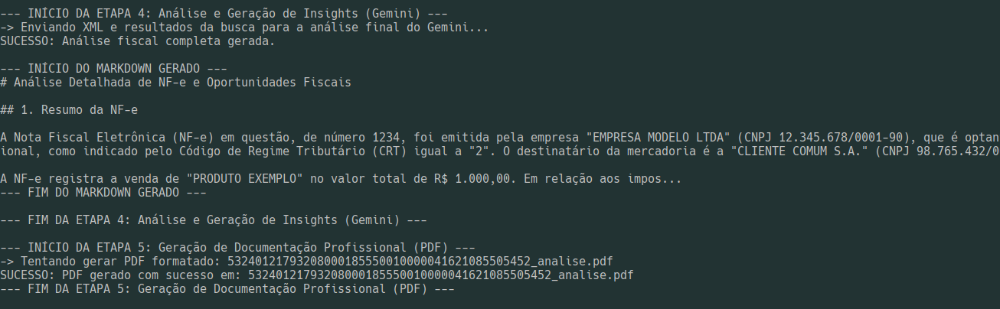 --- INÍCIO DA ETAPA 4: Análise e Geração de Insights (Gemini) ---
-> Enviando XML e resultados da busca para a análise final do Gemini...
SUCESSO: Análise fiscal completa gerada.
--- INÍCIO DO MARKDOWN GERADO ---
# Análise Detalhada de NF-e e Oportunidades Fiscais
## 1. Resumo da NF-e
A Nota Fiscal Eletrônica (NF-e) em questão, de número 1234, foi emitida pela empresa "EMPRESA MODELO LTDA" (CNPJ 12.345.678/0001-90), que é optan
ional, como indicado pelo Código de Regime Tributário (CRT) igual a "2". O destinatário da mercadoria é a "CLIENTE COMUM S.A." (CNPJ 98.765.432/0
A NF-e registra a venda de "PRODUTO EXEMPLO" no valor total de R$ 1.000,00. Em relação aos impos...
--- FIM DO MARKDOWN GERADO ---
--- FIM DA ETAPA 4: Análise e Geração de Insights (Gemini) ---
--- INÍCIO DA ETAPA 5: Geração de Documentação Profissional (PDF) ---
-> Tentando gerar PDF formatado: 53240121793208000185550010000041621085505452_analise.pdf
SUCESSO: PDF gerado com sucesso em: 53240121793208000185550010000041621085505452_analise.pdf
--- FIM DA ETAPA 5: Geração de Documentação Profissional (PDF) ---